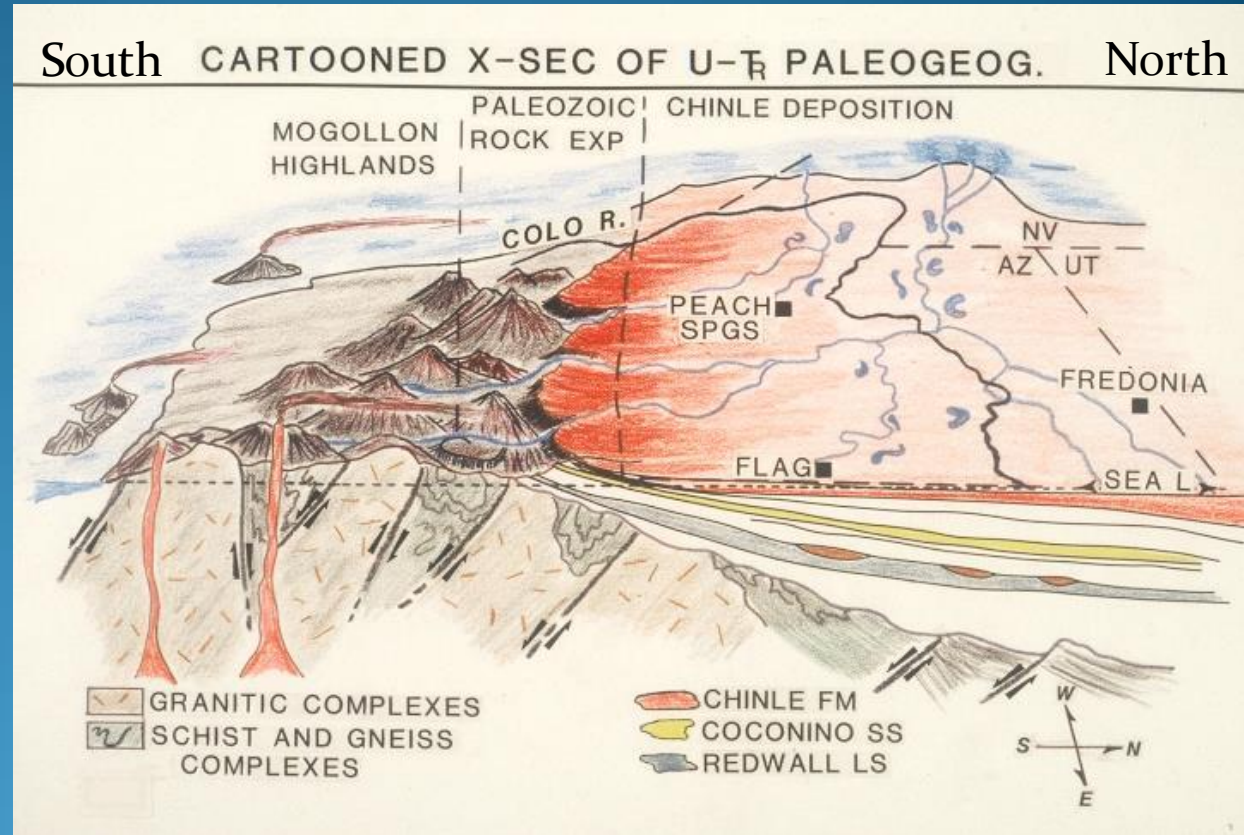 South CARTOONED X-SEC OF U-TR PALEOGEOG. North
MOGOLLON
HIGHLANDS
PALEOZOIC
ROCK EXP
CHINLE DEPOSITION
COLO R.
NV
AZ UT
PEACH
SPGS
FREDONIA
FLAG
SEA L.
GRANITIC COMPLEXES
SCHIST AND GNEISS
COMPLEXES
CHINLE FM
COCONINO SS
REDWALL LS
W
S N
E